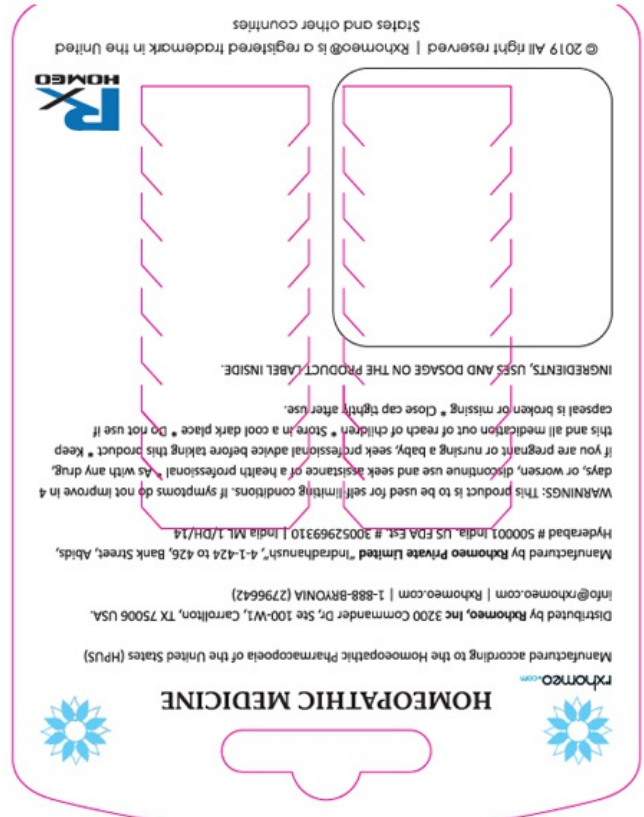 HOMEOPATHIC MEDICINE
rxhomeo.com
Manufactured according to the Homoeopathic Pharmacopoeia of the United States (HPUS)
Distributed by Rxhomeo, Inc 3200 Commander Dr, Ste 100-W1, Carrollton, TX 75006 USA.
info@rxhomeo.com | Rxhomeo.com | 1-888-BRYONIA (2796642)
Manufactured by Rxhomeo Private Limited "Indradhanush", 4-1-424 to 426, Bank Street, Abids,
Hyderabad # 500001 India. US FDA Est. # 3005296931​0 | India ML 1/DH/14
WARNINGS: This product is to be used for self-limiting conditions. If symptoms do not improve in 4
days, or worsen, discontinue use and seek assistance of a health professional * As with any drug,
if you are pregnant or nursing a baby, seek professional advice before taking this product * Keep
this and all medication out of reach of children * Store in a cool dark place * Do not use if
capseal is broken or missing * Close cap tightly after use.
INGREDIENTS, USES AND DOSAGE ON THE PRODUCT LABEL INSIDE.
Rx
HOMEO
© 2019 All right reserved | Rxhomeo® is a registered trademark in the United
States and other countries